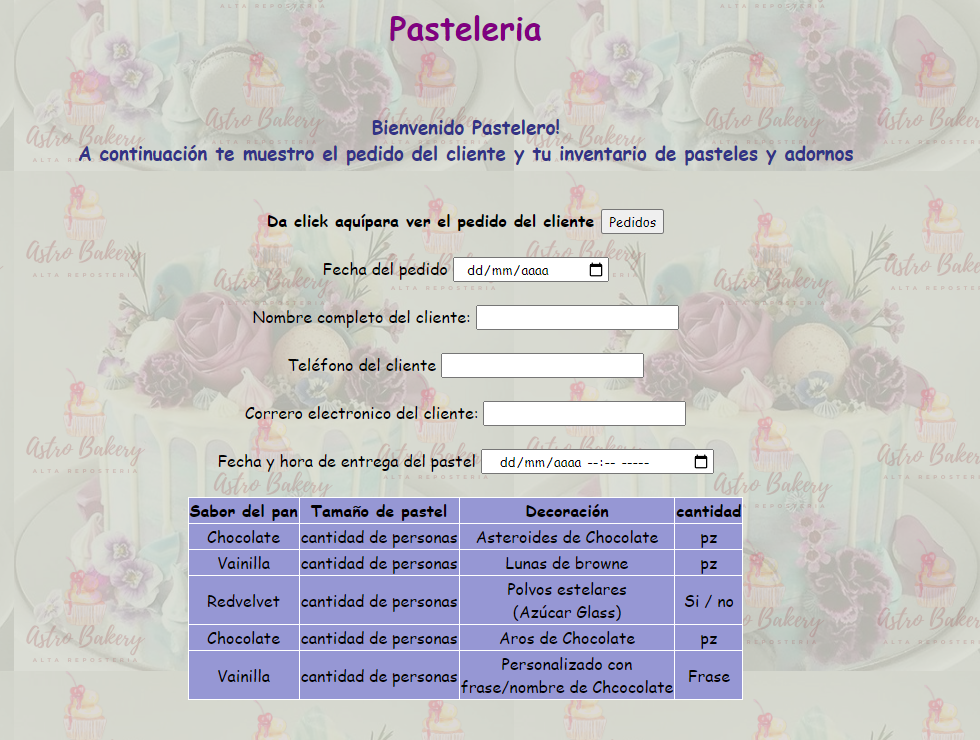 Pasteleria
Bienvenido Pastelero!
A continuación te muestro el pedido del cliente y tu inventario de pasteles y adornos
Da click aquípara ver el pedido del cliente Pedidos
Fecha del pedido dd/mm/aaaa
Nombre completo del cliente:
Teléfono del cliente
Correro electronico del cliente:
Fecha y hora de entrega del pastel dd/mm/aaaa --:-- -----
Sabor del pan Tamaño de pastel Decoración cantidad
Chocolate cantidad de personas Asteroides de Chocolate pz
Vainilla cantidad de personas Lunas de browne pz
Redvelvet cantidad de personas Polvos estelares
(Azúcar Glass) Si / no
Chocolate cantidad de personas Aros de Chocolate pz
Vainilla cantidad de personas Personalizado con
frase/nombre de Chcocolate Frase
Astro Bakery
ALTA REPOSTERIA